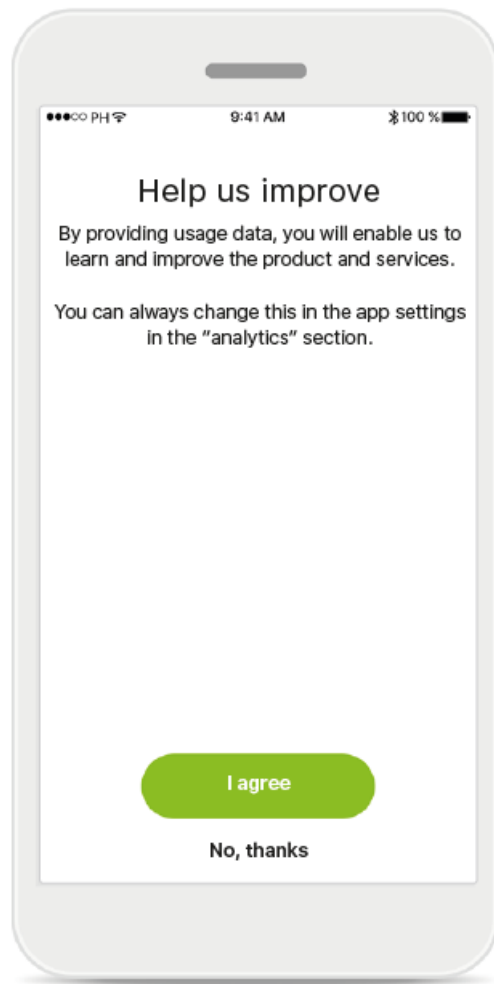 ●●●○○ PH 9:41 AM 100 %
Help us improve
By providing usage data, you will enable us to
learn and improve the product and services.
You can always change this in the app settings
in the “analytics” section.
I agree
No, thanks